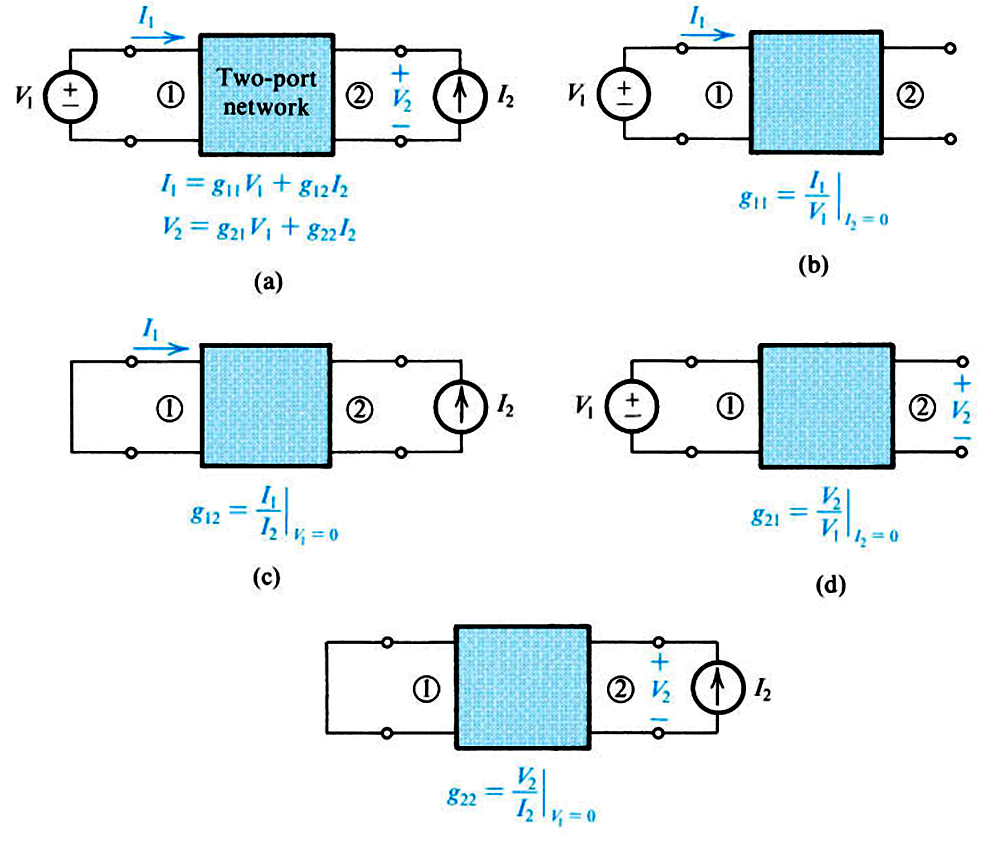 I₁ I₁
V₁ + − ① Two-port network ② + V₂ − I₂ V₁ + − ① ②
I₁ = g₁₁V₁ + g₁₂I₂
V₂ = g₂₁V₁ + g₂₂I₂
g₁₁ = I₁/V₁ |I₂ = 0
(a) (b)
I₁
① ② I₂ V₁ + − ① ② + V₂ −
g₁₂ = I₁/I₂ |V₁ = 0
g₂₁ = V₂/V₁ |I₂ = 0
(c) (d)
① ② + V₂ − I₂
g₂₂ = V₂/I₂ |V₁ = 0